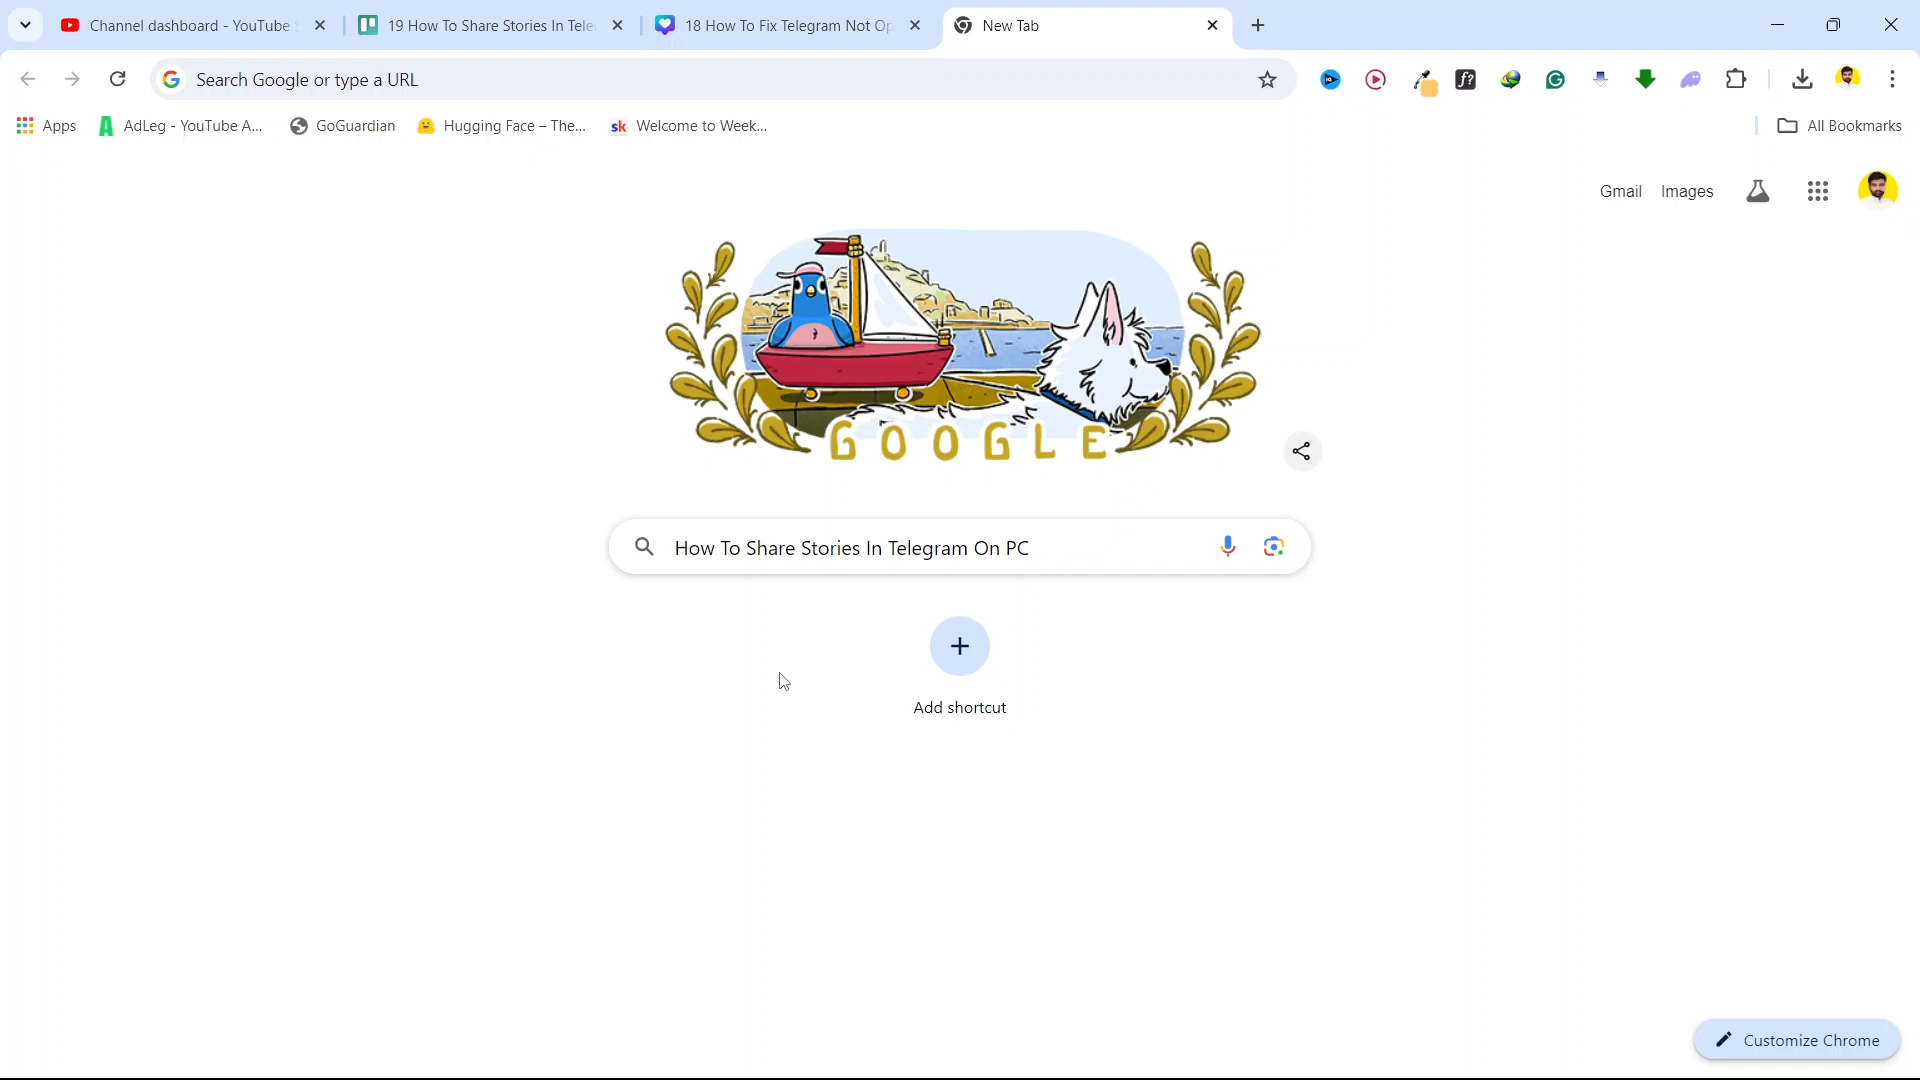 Channel dashboard - YouTube S
19 How To Share Stories In Tele
18 How To Fix Telegram Not Op
New Tab
Search Google or type a URL
Apps
AdLeg - YouTube A...
GoGuardian
Hugging Face – The...
sk Welcome to Week...
All Bookmarks
Gmail
Images
GOOGLE
How To Share Stories In Telegram On PC
Add shortcut
Customize Chrome